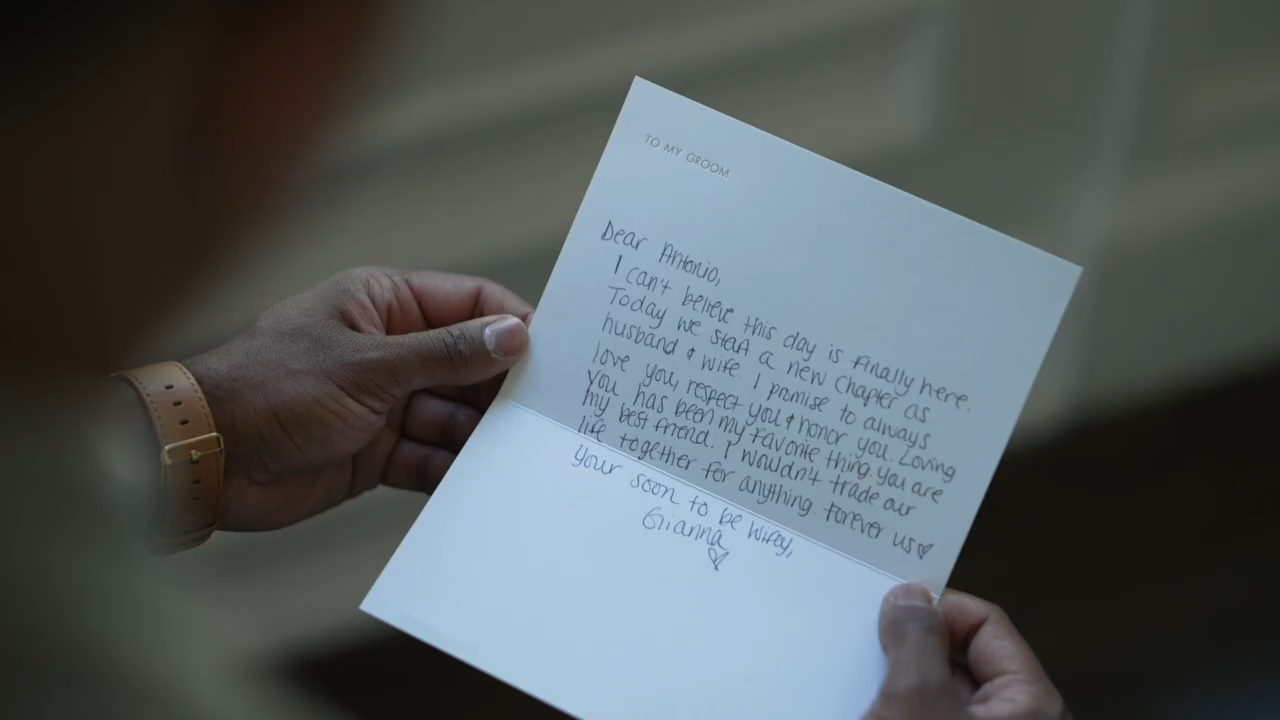 TO MY GROOM
Dear Antonio,
I can't believe this day is finally here.
Today we start a new chapter as
husband & wife. I promise to always
love you, respect you & honor you. Loving
you has been my favorite thing. You are
my best friend. I wouldn't trade our
life together for anything. Forever us♡
Your soon to be wifey,
Gianna
♡